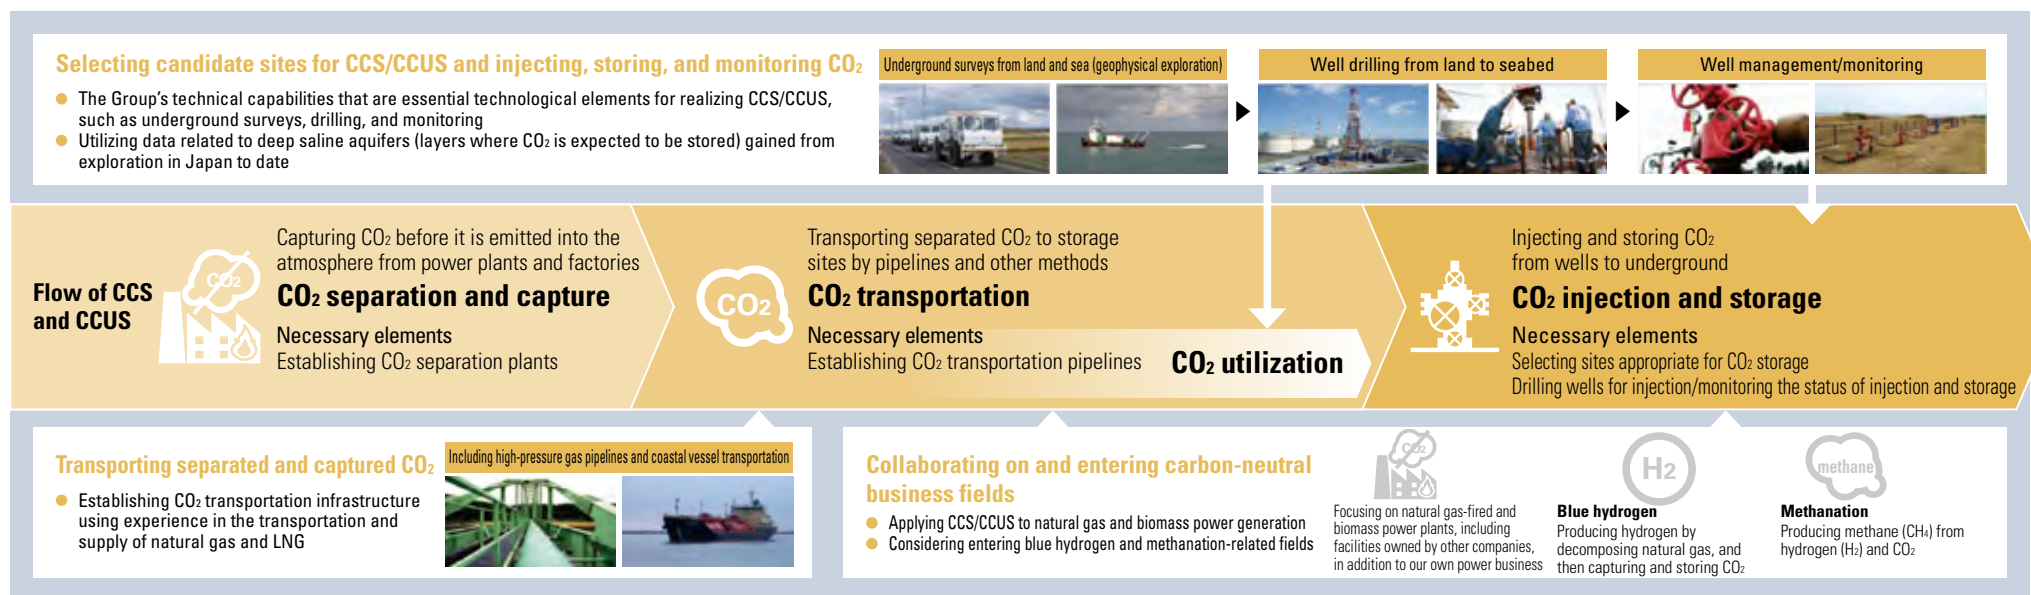 Selecting candidate sites for CCS/CCUS and injecting, storing, and monitoring CO₂
● The Group's technical capabilities that are essential technological elements for realizing CCS/CCUS,
such as underground surveys, drilling, and monitoring
● Utilizing data related to deep saline aquifers (layers where CO₂ is expected to be stored) gained from
exploration in Japan to date
Underground surveys from land and sea (geophysical exploration)
Well drilling from land to seabed
Well management/monitoring
Flow of CCS
and CCUS
CO₂
Capturing CO₂ before it is emitted into the
atmosphere from power plants and factories
CO₂ separation and capture
Necessary elements
Establishing CO₂ separation plants
CO₂
Transporting separated CO₂ to storage
sites by pipelines and other methods
CO₂ transportation
Necessary elements
Establishing CO₂ transportation pipelines
CO₂ utilization
Injecting and storing CO₂
from wells to underground
CO₂ injection and storage
Necessary elements
Selecting sites appropriate for CO₂ storage
Drilling wells for injection/monitoring the status of injection and storage
Transporting separated and captured CO₂
● Establishing CO₂ transportation infrastructure
using experience in the transportation and
supply of natural gas and LNG
Including high-pressure gas pipelines and coastal vessel transportation
Collaborating on and entering carbon-neutral
business fields
● Applying CCS/CCUS to natural gas and biomass power generation
● Considering entering blue hydrogen and methanation-related fields
CO₂
Focusing on natural gas-fired and
biomass power plants, including
facilities owned by other companies,
in addition to our own power business
H₂
Blue hydrogen
Producing hydrogen by
decomposing natural gas, and
then capturing and storing CO₂
methane
Methanation
Producing methane (CH₄) from
hydrogen (H₂) and CO₂